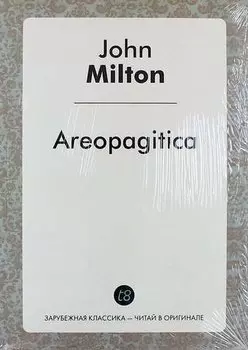 John
Milton
Areopagitica
t8
ЗАРУБЕЖНАЯ КЛАССИКА — ЧИТАЙ В ОРИГИНАЛЕ